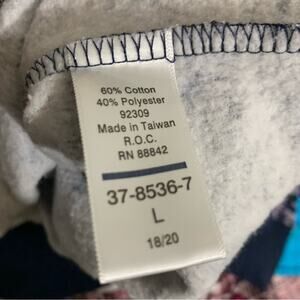 60% Cotton
40% Polyester
92309
Made in Taiwan
R.O.C.
RN 88842
37-8536-7
L
18/20